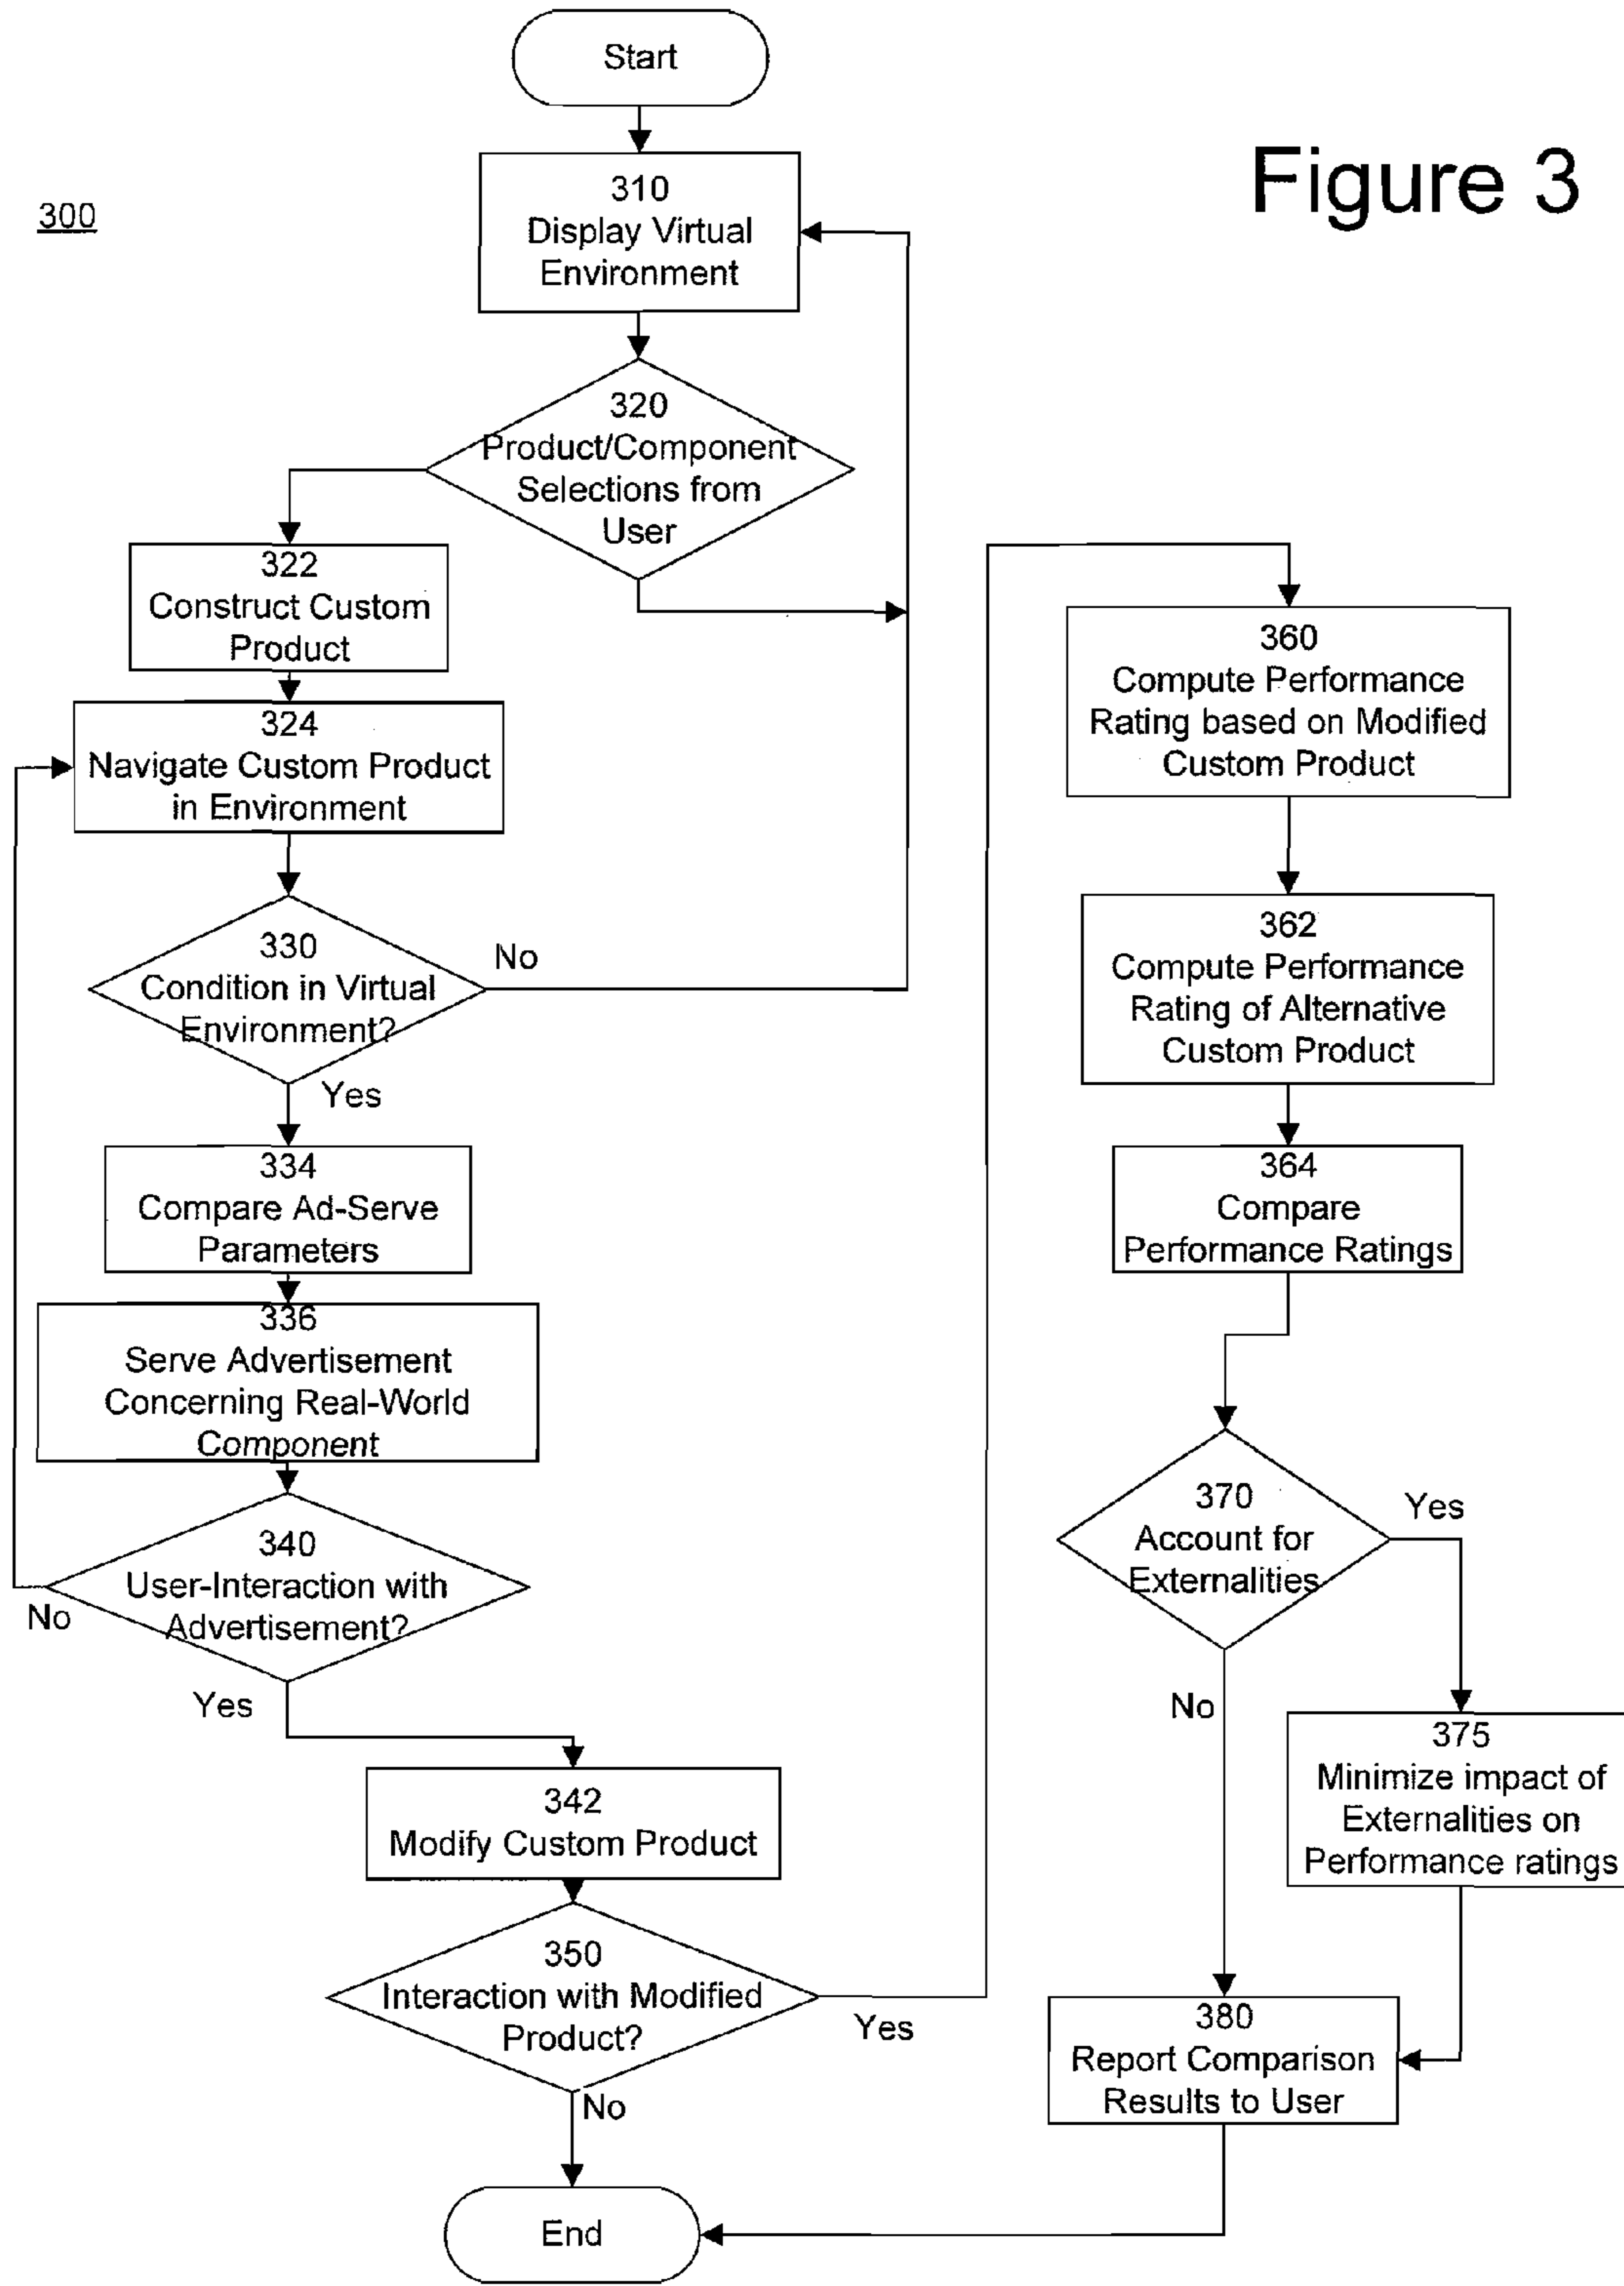 Start
Figure 3
300
310
Display Virtual
Environment
320
Product/Component
Selections from
User
322
Construct Custom
Product
324
Navigate Custom Product
in Environment
330
Condition in Virtual
Environment?
No
Yes
334
Compare Ad-Serve
Parameters
336
Serve Advertisement
Concerning Real-World
Component
340
User-Interaction with
Advertisement?
No
Yes
342
Modify Custom Product
350
Interaction with Modified
Product?
Yes
No
End
360
Compute Performance
Rating based on Modified
Custom Product
362
Compute Performance
Rating of Alternative
Custom Product
364
Compare
Performance Ratings
370
Account for
Externalities
Yes
No
375
Minimize impact of
Externalities on
Performance ratings
380
Report Comparison
Results to User